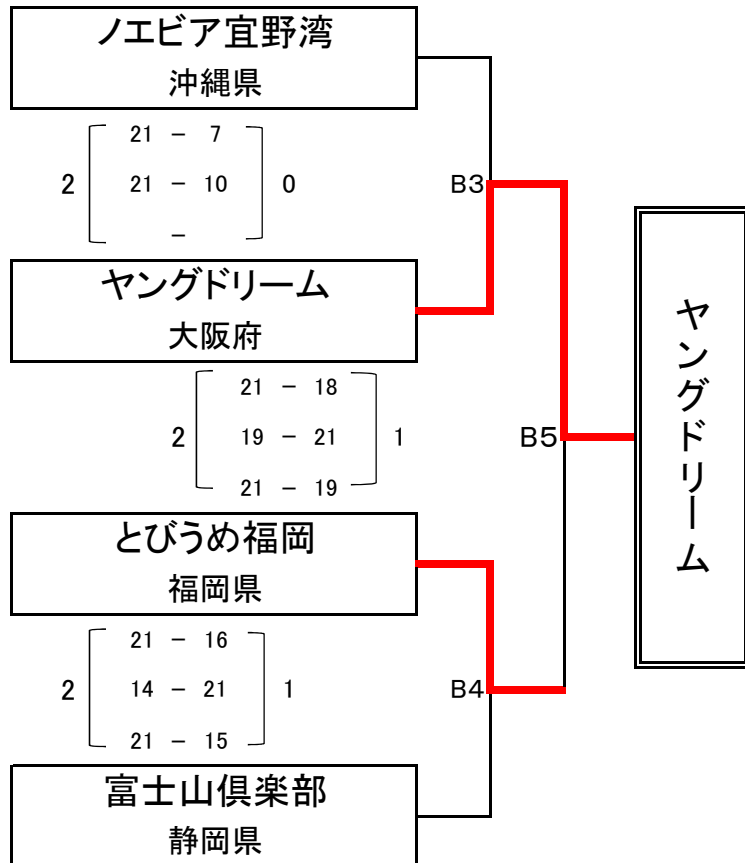 ノエビア宜野湾
沖縄県
21 － 7
2 21 － 10 0
－
B3
ヤングドリーム
大阪府
21 － 18
2 19 － 21 1
21 － 19
B5
ヤングドリーム
とびうめ福岡
福岡県
21 － 16
2 14 － 21 1
21 － 15
B4
富士山倶楽部
静岡県